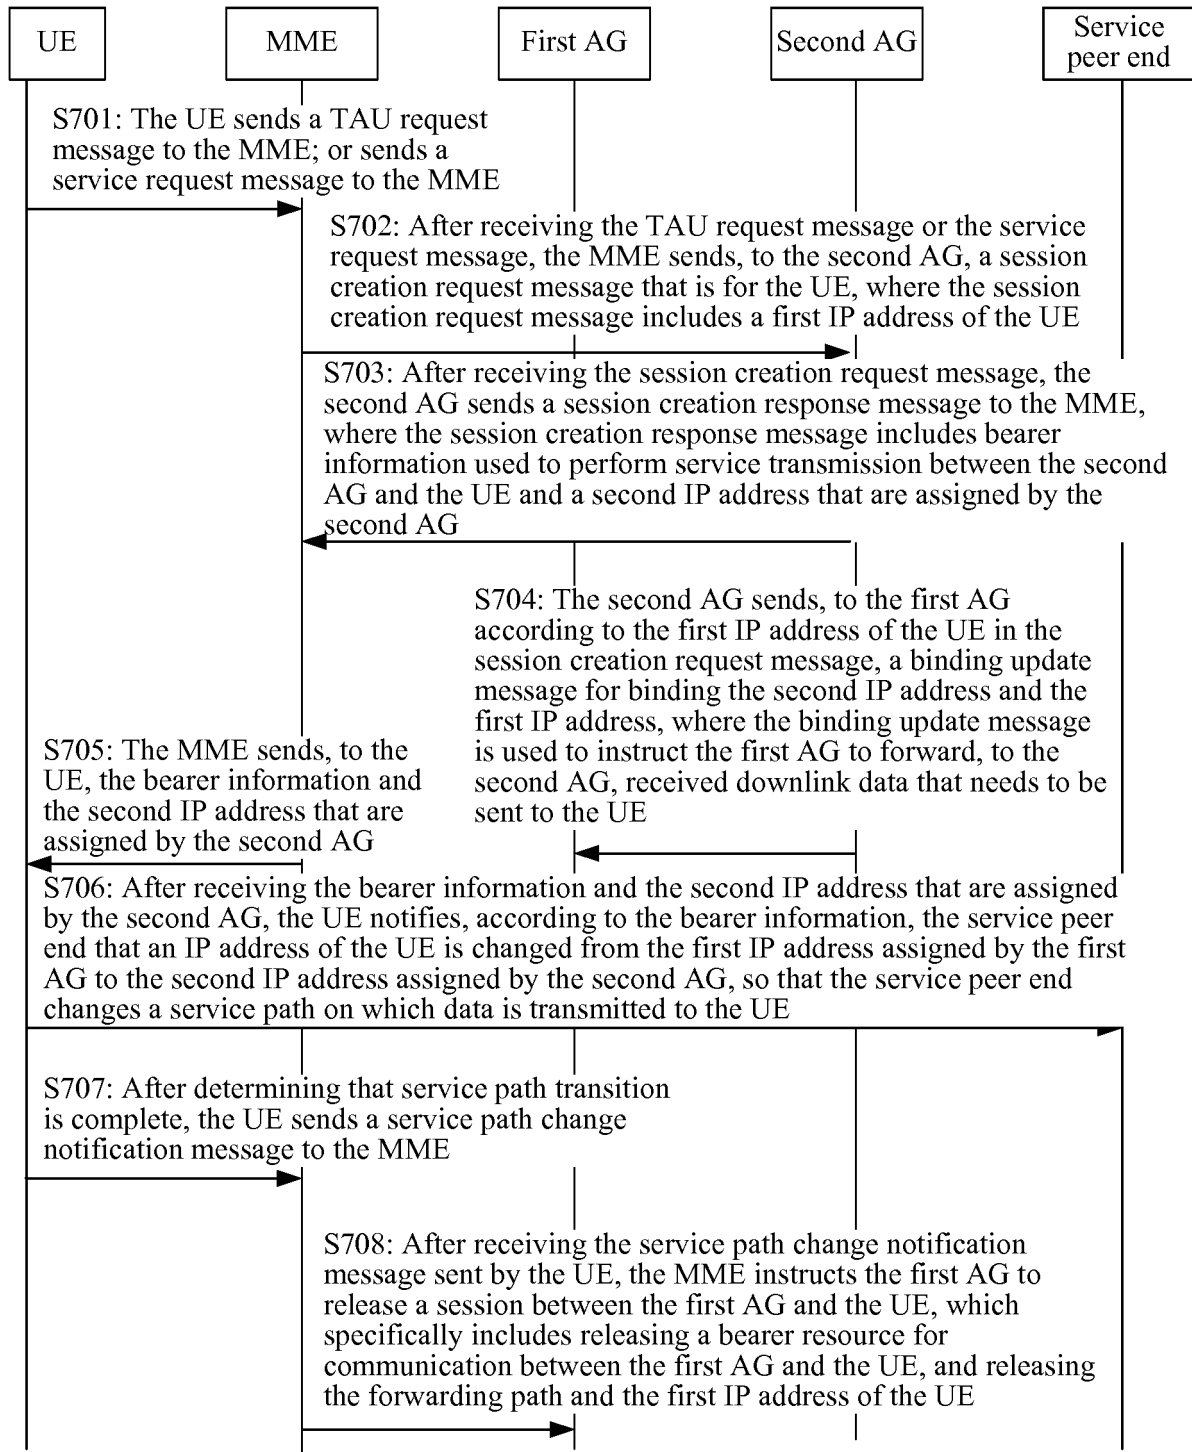 UE
MME
First AG
Second AG
Service
peer end
S701: The UE sends a TAU request
message to the MME; or sends a
service request message to the MME
S702: After receiving the TAU request message or the service
request message, the MME sends, to the second AG, a session
creation request message that is for the UE, where the session
creation request message includes a first IP address of the UE
S703: After receiving the session creation request message, the
second AG sends a session creation response message to the MME,
where the session creation response message includes bearer
information used to perform service transmission between the second
AG and the UE and a second IP address that are assigned by the
second AG
S704: The second AG sends, to the first AG
according to the first IP address of the UE in the
session creation request message, a binding update
message for binding the second IP address and the
first IP address, where the binding update message
is used to instruct the first AG to forward, to the
second AG, received downlink data that needs to be
sent to the UE
S705: The MME sends, to the
UE, the bearer information and
the second IP address that are
assigned by the second AG
S706: After receiving the bearer information and the second IP address that are assigned
by the second AG, the UE notifies, according to the bearer information, the service peer
end that an IP address of the UE is changed from the first IP address assigned by the first
AG to the second IP address assigned by the second AG, so that the service peer end
changes a service path on which data is transmitted to the UE
S707: After determining that service path transition
is complete, the UE sends a service path change
notification message to the MME
S708: After receiving the service path change notification
message sent by the UE, the MME instructs the first AG to
release a session between the first AG and the UE, which
specifically includes releasing a bearer resource for
communication between the first AG and the UE, and releasing
the forwarding path and the first IP address of the UE